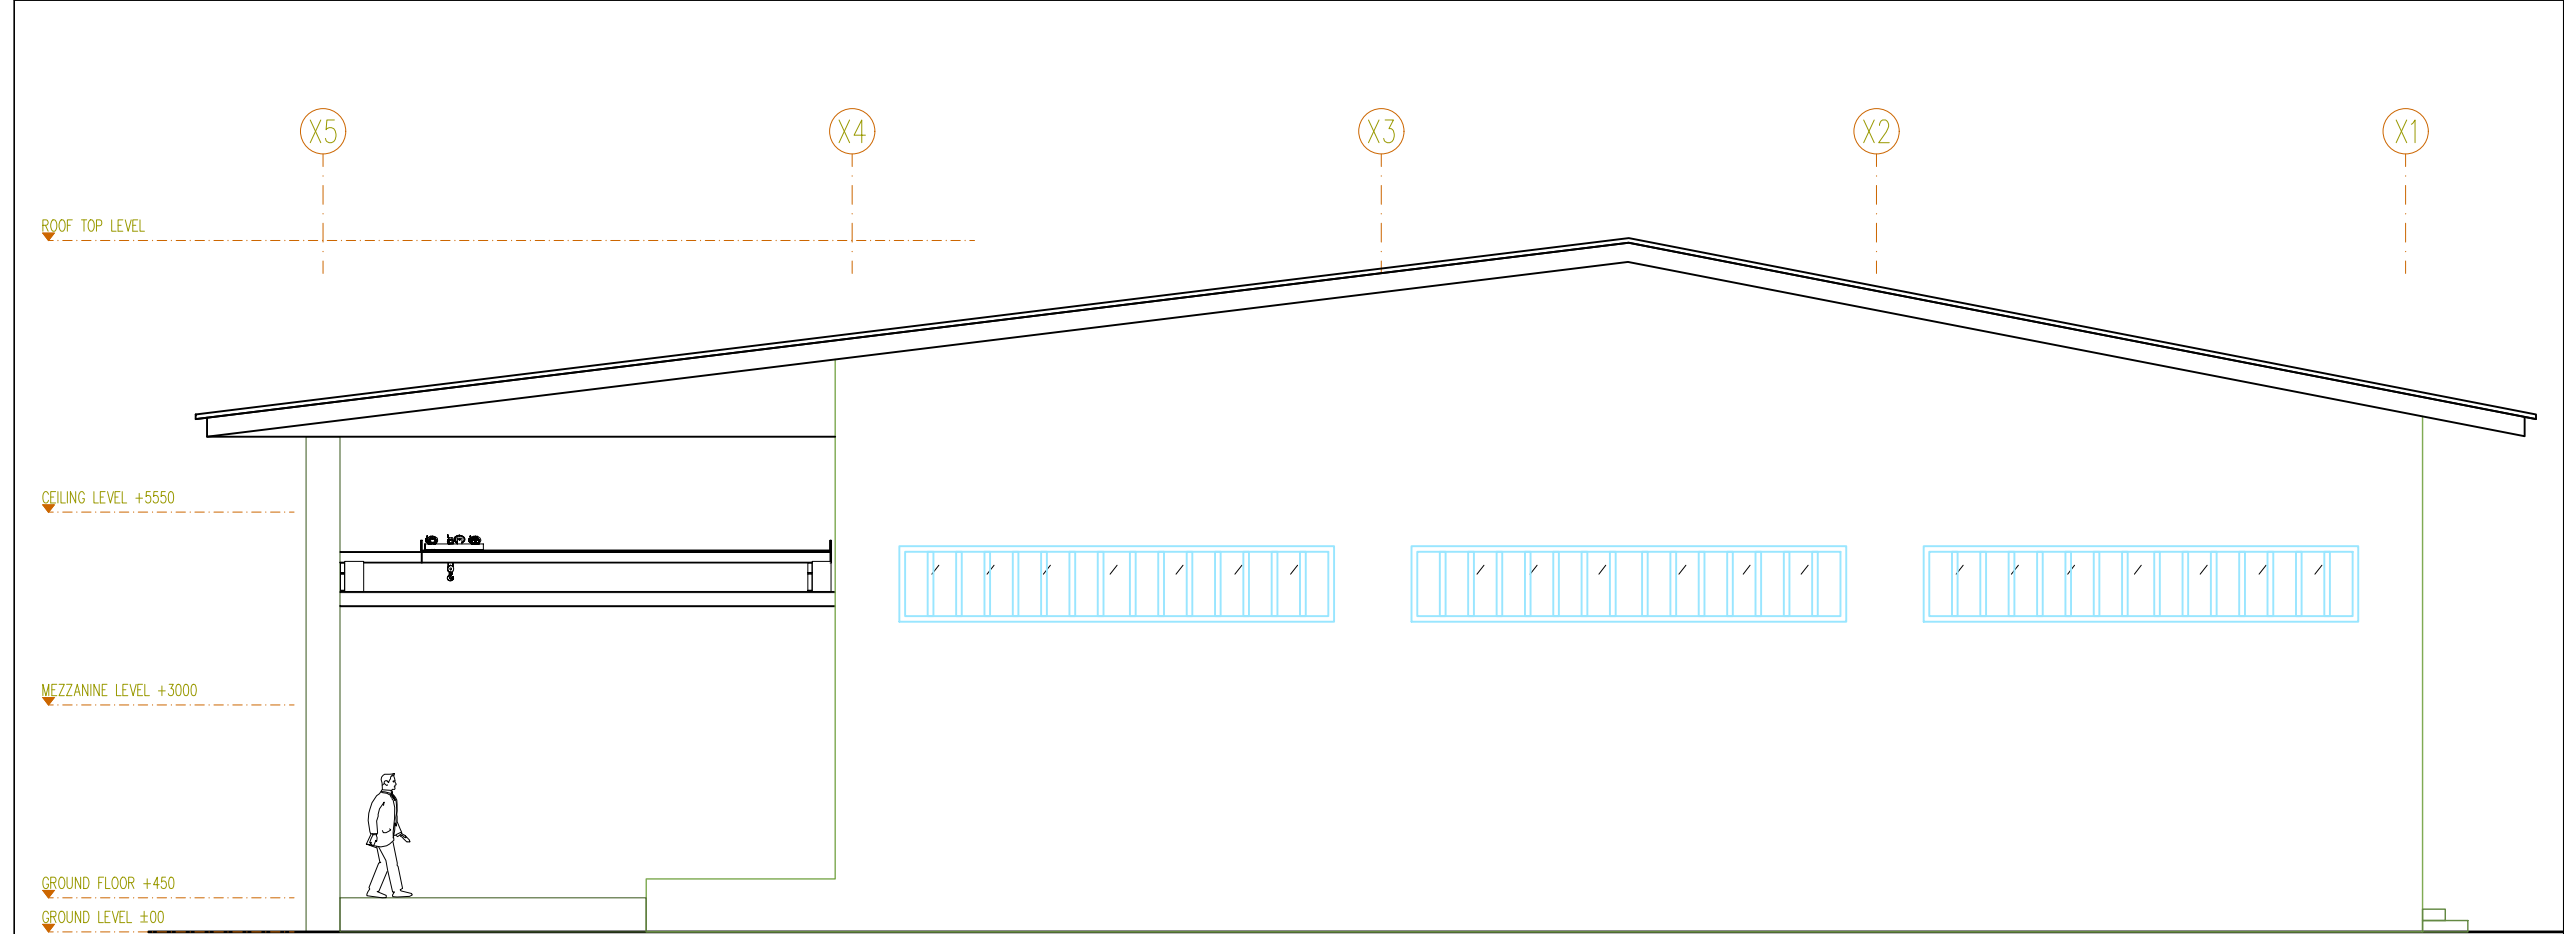 X5 X4 X3 X2 X1
ROOF TOP LEVEL
CEILING LEVEL +5550
MEZZANINE LEVEL +3000
GROUND FLOOR +450
GROUND LEVEL ±00